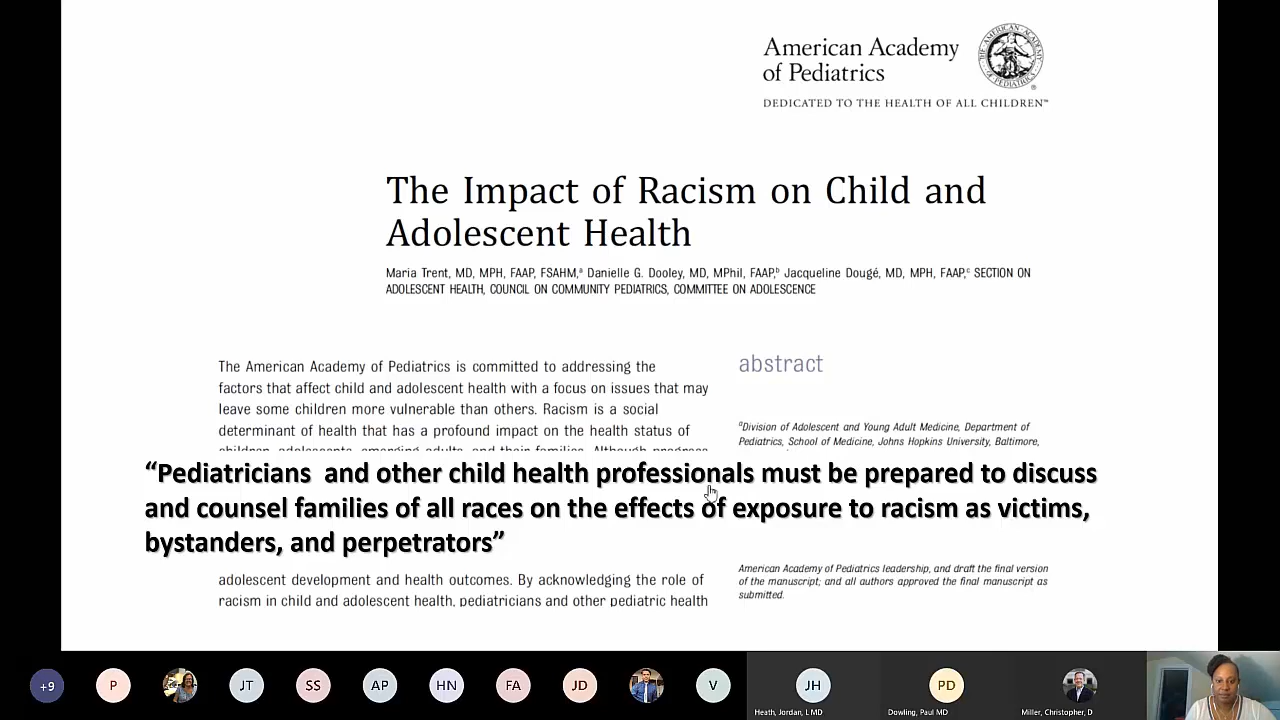 American Academy
of Pediatrics
DEDICATED TO THE HEALTH OF ALL CHILDREN™
The Impact of Racism on Child and
Adolescent Health
Maria Trent, MD, MPH, FAAP, FSAHM,ᵃ Danielle G. Dooley, MD, MPhil, FAAP,ᵇ Jacqueline Dougé, MD, MPH, FAAP,ᶜ SECTION ON
ADOLESCENT HEALTH, COUNCIL ON COMMUNITY PEDIATRICS, COMMITTEE ON ADOLESCENCE
The American Academy of Pediatrics is committed to addressing the
factors that affect child and adolescent health with a focus on issues that may
leave some children more vulnerable than others. Racism is a social
determinant of health that has a profound impact on the health status of
children, adolescents, emerging adults, and their families. Although progress
abstract
ᵃDivision of Adolescent and Young Adult Medicine, Department of
Pediatrics, School of Medicine, Johns Hopkins University, Baltimore,
“Pediatricians and other child health professionals must be prepared to discuss
and counsel families of all races on the effects of exposure to racism as victims,
bystanders, and perpetrators”
adolescent development and health outcomes. By acknowledging the role of
racism in child and adolescent health, pediatricians and other pediatric health
American Academy of Pediatrics leadership, and draft the final version
of the manuscript; and all authors approved the final manuscript as
submitted.
+9
P
JT
SS
AP
HN
FA
JD
V
JH
Heath, Jordan, L MD
PD
Dowling, Paul MD
Miller, Christopher, D